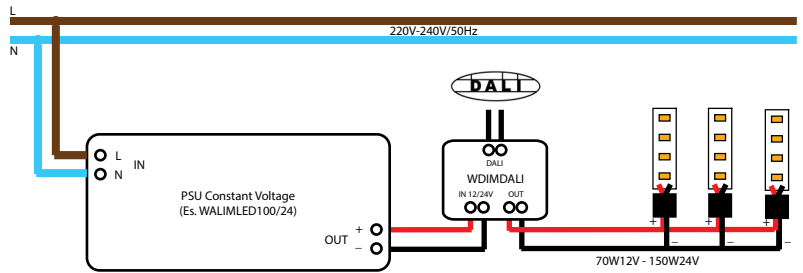 L
220V-240V/50Hz
N
DALI
L
IN
N
DALI
WDIMDALI
PSU Constant Voltage
IN 12/24V
OUT
(Es. WALIMLED100/24)
+
+
+
+
OUT
−
−
−
−
70W12V - 150W24V